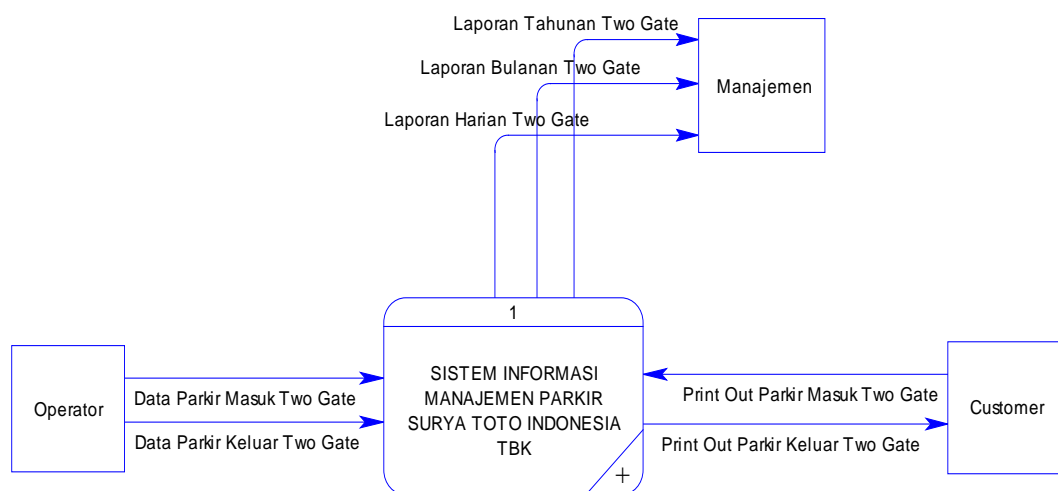 Laporan Tahunan Two Gate
Laporan Bulanan Two Gate
Manajemen
Laporan Harian Two Gate
1
SISTEM INFORMASI
MANAJEMEN PARKIR
SURYA TOTO INDONESIA
TBK
+
Operator
Data Parkir Masuk Two Gate
Data Parkir Keluar Two Gate
Print Out Parkir Masuk Two Gate
Print Out Parkir Keluar Two Gate
Customer